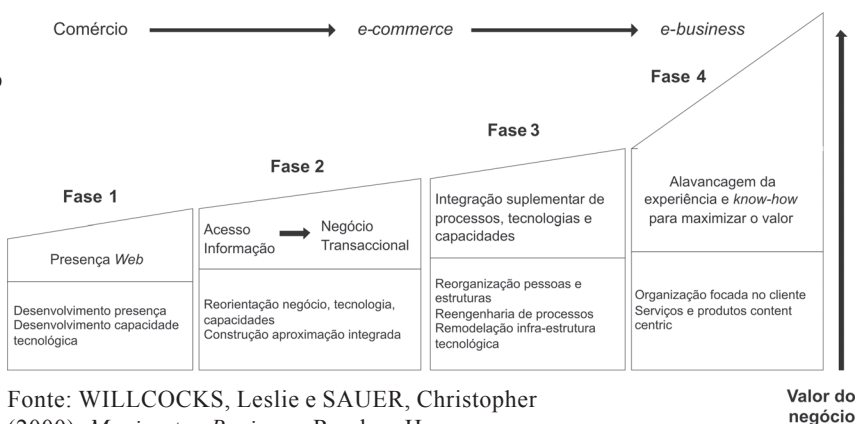 Comércio e-commerce e-business
Fase 4
Fase 3
Fase 2
Fase 1
Presença Web
Desenvolvimento presença
Desenvolvimento capacidade
tecnológica
Acesso
Informação
Negócio
Transaccional
Reorientação negócio, tecnologia,
capacidades
Construção aproximação integrada
Integração suplementar de
processos, tecnologias e
capacidades
Reorganização pessoas e
estruturas
Reengenharia de processos
Remodelação infra-estrutura
tecnológica
Alavancagem da
experiência e know-how
para maximizar o valor
Organização focada no cliente
Serviços e produtos content
centric
Valor do
negócio
Fonte: WILLCOCKS, Leslie e SAUER, Christopher